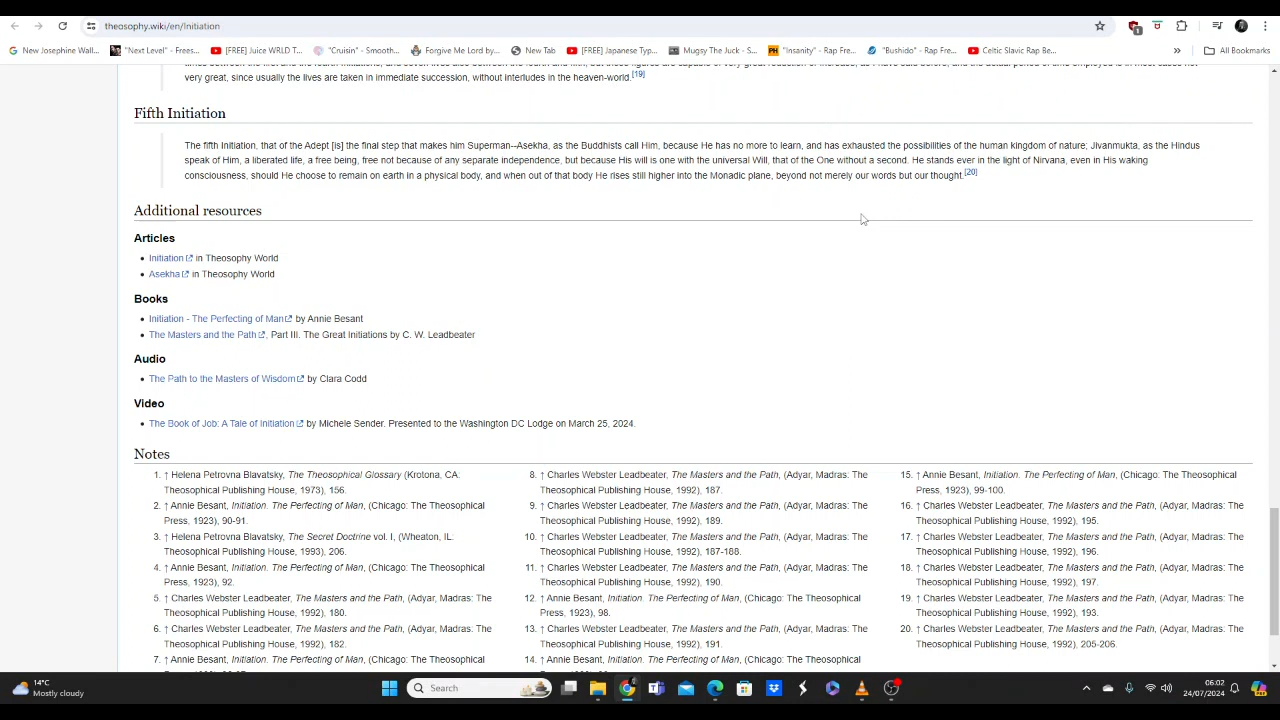 theosophy.wiki/en/Initiation
New Josephine Wall...
"Next Level" - Frees...
[FREE] Juice WRLD T...
"Cruisin" - Smooth...
Forgive Me Lord by...
New Tab
[FREE] Japanese Typ...
Mugsy The Juck - S...
"Insanity" - Rap Fre...
"Bushido" - Rap Fre...
Celtic Slavic Rap Be...
»
All Bookmarks
very great, since usually the lives are taken in immediate succession, without interludes in the heaven-world.[19]
Fifth Initiation
The fifth Initiation, that of the Adept [is] the final step that makes him Superman--Asekha, as the Buddhists call Him, because He has no more to learn, and has exhausted the possibilities of the human kingdom of nature; Jivanmukta, as the Hindus
speak of Him, a liberated life, a free being, free not because of any separate independence, but because His will is one with the universal Will, that of the One without a second. He stands ever in the light of Nirvana, even in His waking
consciousness, should He choose to remain on earth in a physical body, and when out of that body He rises still higher into the Monadic plane, beyond not merely our words but our thought.[20]
Additional resources
Articles
• Initiation in Theosophy World
• Asekha in Theosophy World
Books
• Initiation - The Perfecting of Man by Annie Besant
• The Masters and the Path, Part III. The Great Initiations by C. W. Leadbeater
Audio
• The Path to the Masters of Wisdom by Clara Codd
Video
• The Book of Job: A Tale of Initiation by Michele Sender. Presented to the Washington DC Lodge on March 25, 2024.
Notes
1. ↑ Helena Petrovna Blavatsky, The Theosophical Glossary (Krotona, CA:
Theosophical Publishing House, 1973), 156.
2. ↑ Annie Besant, Initiation. The Perfecting of Man, (Chicago: The Theosophical
Press, 1923), 90-91.
3. ↑ Helena Petrovna Blavatsky, The Secret Doctrine vol. I, (Wheaton, IL:
Theosophical Publishing House, 1993), 206.
4. ↑ Annie Besant, Initiation. The Perfecting of Man, (Chicago: The Theosophical
Press, 1923), 92.
5. ↑ Charles Webster Leadbeater, The Masters and the Path, (Adyar, Madras: The
Theosophical Publishing House, 1992), 180.
6. ↑ Charles Webster Leadbeater, The Masters and the Path, (Adyar, Madras: The
Theosophical Publishing House, 1992), 182.
7. ↑ Annie Besant, Initiation. The Perfecting of Man, (Chicago: The Theosophical
8. ↑ Charles Webster Leadbeater, The Masters and the Path, (Adyar, Madras: The
Theosophical Publishing House, 1992), 187.
9. ↑ Charles Webster Leadbeater, The Masters and the Path, (Adyar, Madras: The
Theosophical Publishing House, 1992), 189.
10. ↑ Charles Webster Leadbeater, The Masters and the Path, (Adyar, Madras: The
Theosophical Publishing House, 1992), 187-188.
11. ↑ Charles Webster Leadbeater, The Masters and the Path, (Adyar, Madras: The
Theosophical Publishing House, 1992), 190.
12. ↑ Annie Besant, Initiation. The Perfecting of Man, (Chicago: The Theosophical
Press, 1923), 98.
13. ↑ Charles Webster Leadbeater, The Masters and the Path, (Adyar, Madras: The
Theosophical Publishing House, 1992), 191.
14. ↑ Annie Besant, Initiation. The Perfecting of Man, (Chicago: The Theosophical
15. ↑ Annie Besant, Initiation. The Perfecting of Man, (Chicago: The Theosophical
Press, 1923), 99-100.
16. ↑ Charles Webster Leadbeater, The Masters and the Path, (Adyar, Madras: The
Theosophical Publishing House, 1992), 195.
17. ↑ Charles Webster Leadbeater, The Masters and the Path, (Adyar, Madras: The
Theosophical Publishing House, 1992), 196.
18. ↑ Charles Webster Leadbeater, The Masters and the Path, (Adyar, Madras: The
Theosophical Publishing House, 1992), 197.
19. ↑ Charles Webster Leadbeater, The Masters and the Path, (Adyar, Madras: The
Theosophical Publishing House, 1992), 193.
20. ↑ Charles Webster Leadbeater, The Masters and the Path, (Adyar, Madras: The
Theosophical Publishing House, 1992), 205-206.
14°C
Mostly cloudy
Search
06:02
24/07/2024